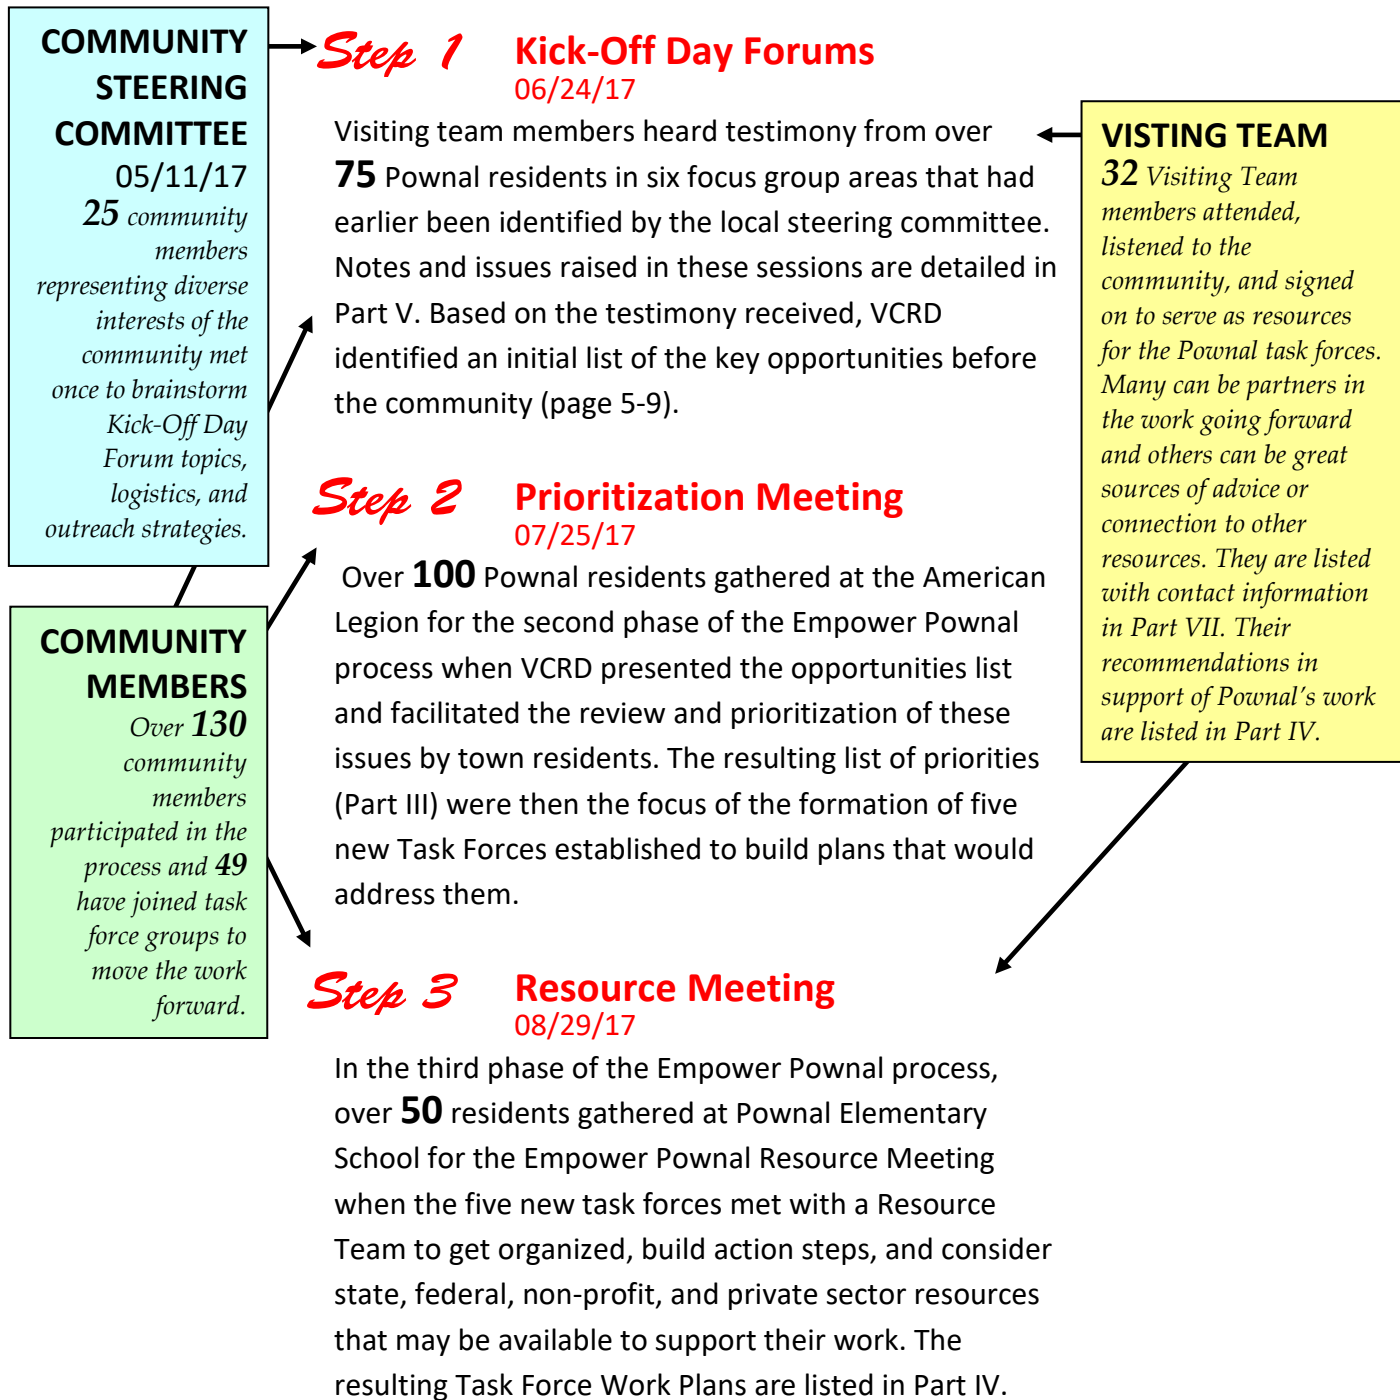 COMMUNITY
STEERING
COMMITTEE
05/11/17
25 community
members
representing diverse
interests of the
community met
once to brainstorm
Kick-Off Day
Forum topics,
logistics, and
outreach strategies.
COMMUNITY
MEMBERS
Over 130
community
members
participated in the
process and 49
have joined task
force groups to
move the work
forward.
Step 1 Kick-Off Day Forums
06/24/17
Visiting team members heard testimony from over
75 Pownal residents in six focus group areas that had
earlier been identified by the local steering committee.
Notes and issues raised in these sessions are detailed in
Part V. Based on the testimony received, VCRD
identified an initial list of the key opportunities before
the community (page 5-9).
Step 2 Prioritization Meeting
07/25/17
Over 100 Pownal residents gathered at the American
Legion for the second phase of the Empower Pownal
process when VCRD presented the opportunities list
and facilitated the review and prioritization of these
issues by town residents. The resulting list of priorities
(Part III) were then the focus of the formation of five
new Task Forces established to build plans that would
address them.
Step 3 Resource Meeting
08/29/17
In the third phase of the Empower Pownal process,
over 50 residents gathered at Pownal Elementary
School for the Empower Pownal Resource Meeting
when the five new task forces met with a Resource
Team to get organized, build action steps, and consider
state, federal, non-profit, and private sector resources
that may be available to support their work. The
resulting Task Force Work Plans are listed in Part IV.
VISTING TEAM
32 Visiting Team
members attended,
listened to the
community, and signed
on to serve as resources
for the Pownal task forces.
Many can be partners in
the work going forward
and others can be great
sources of advice or
connection to other
resources. They are listed
with contact information
in Part VII. Their
recommendations in
support of Pownal's work
are listed in Part IV.